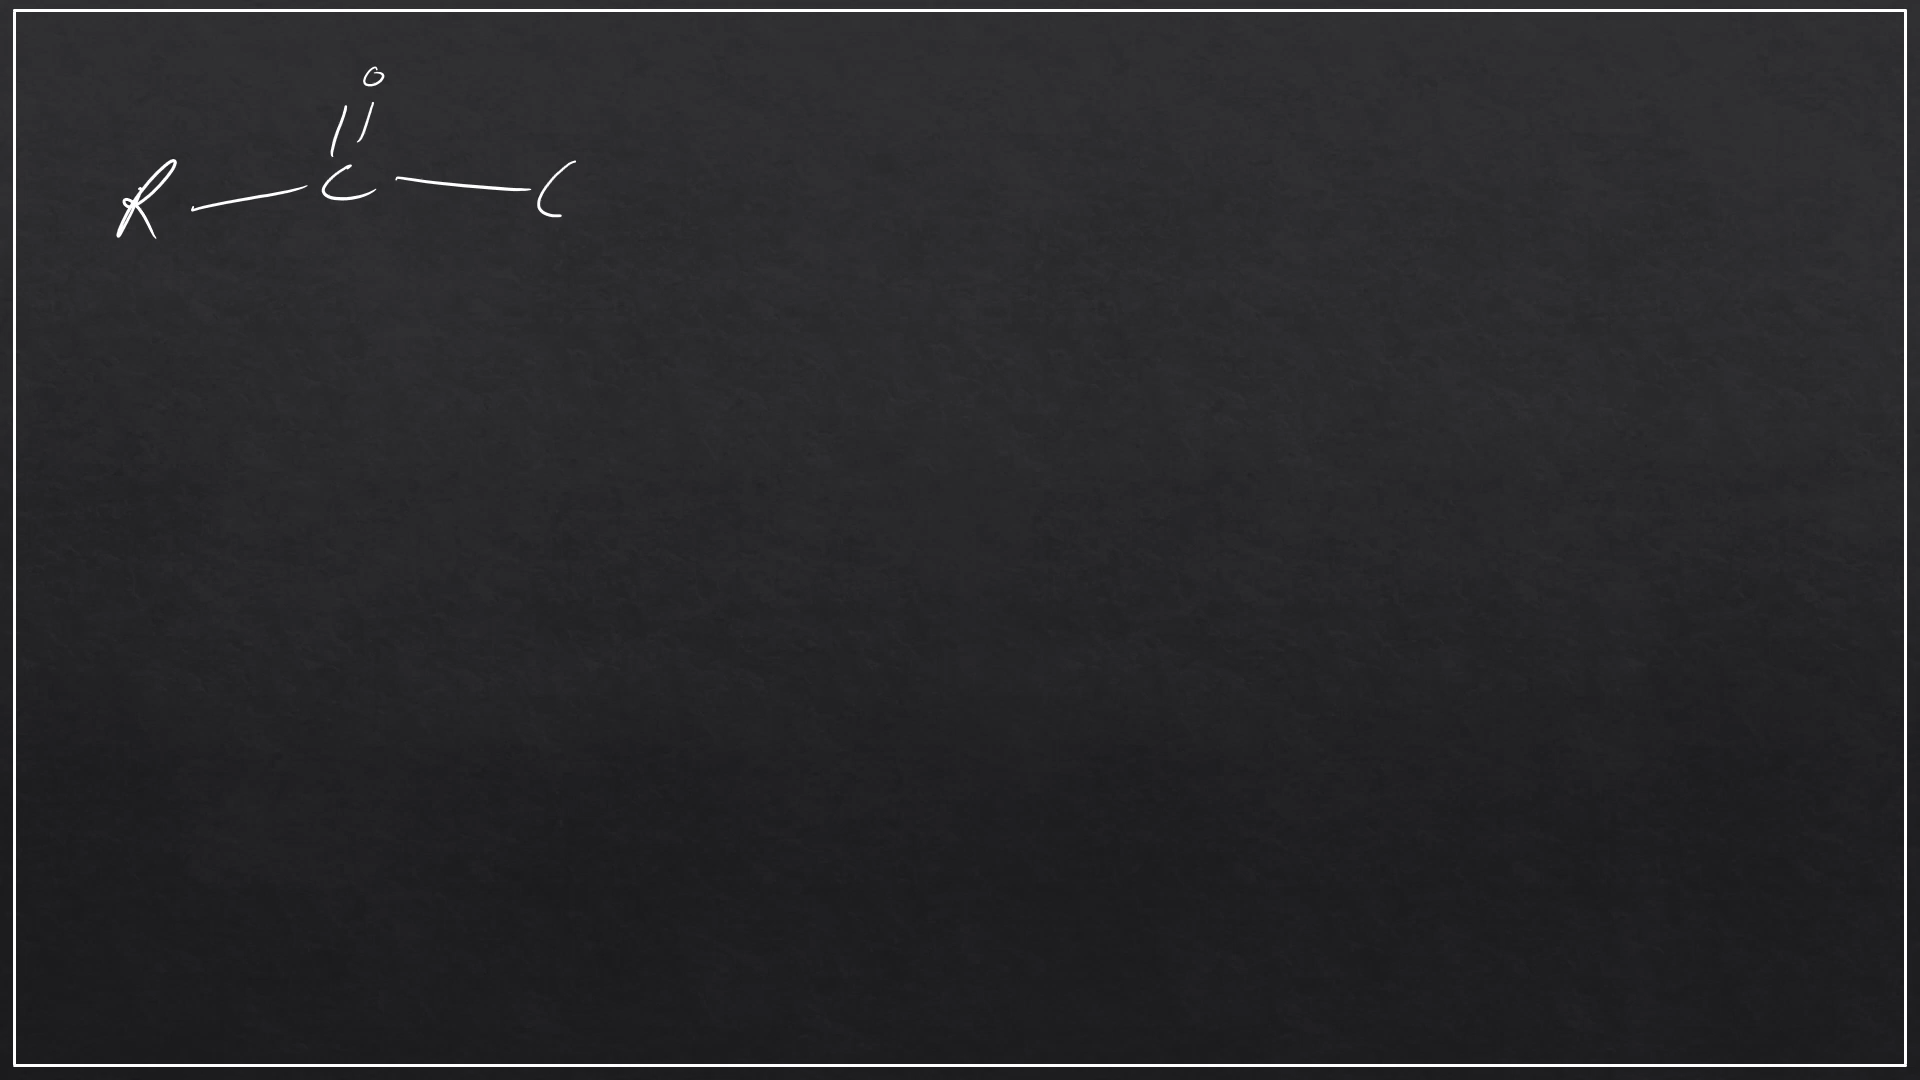 O
||
R — C — C